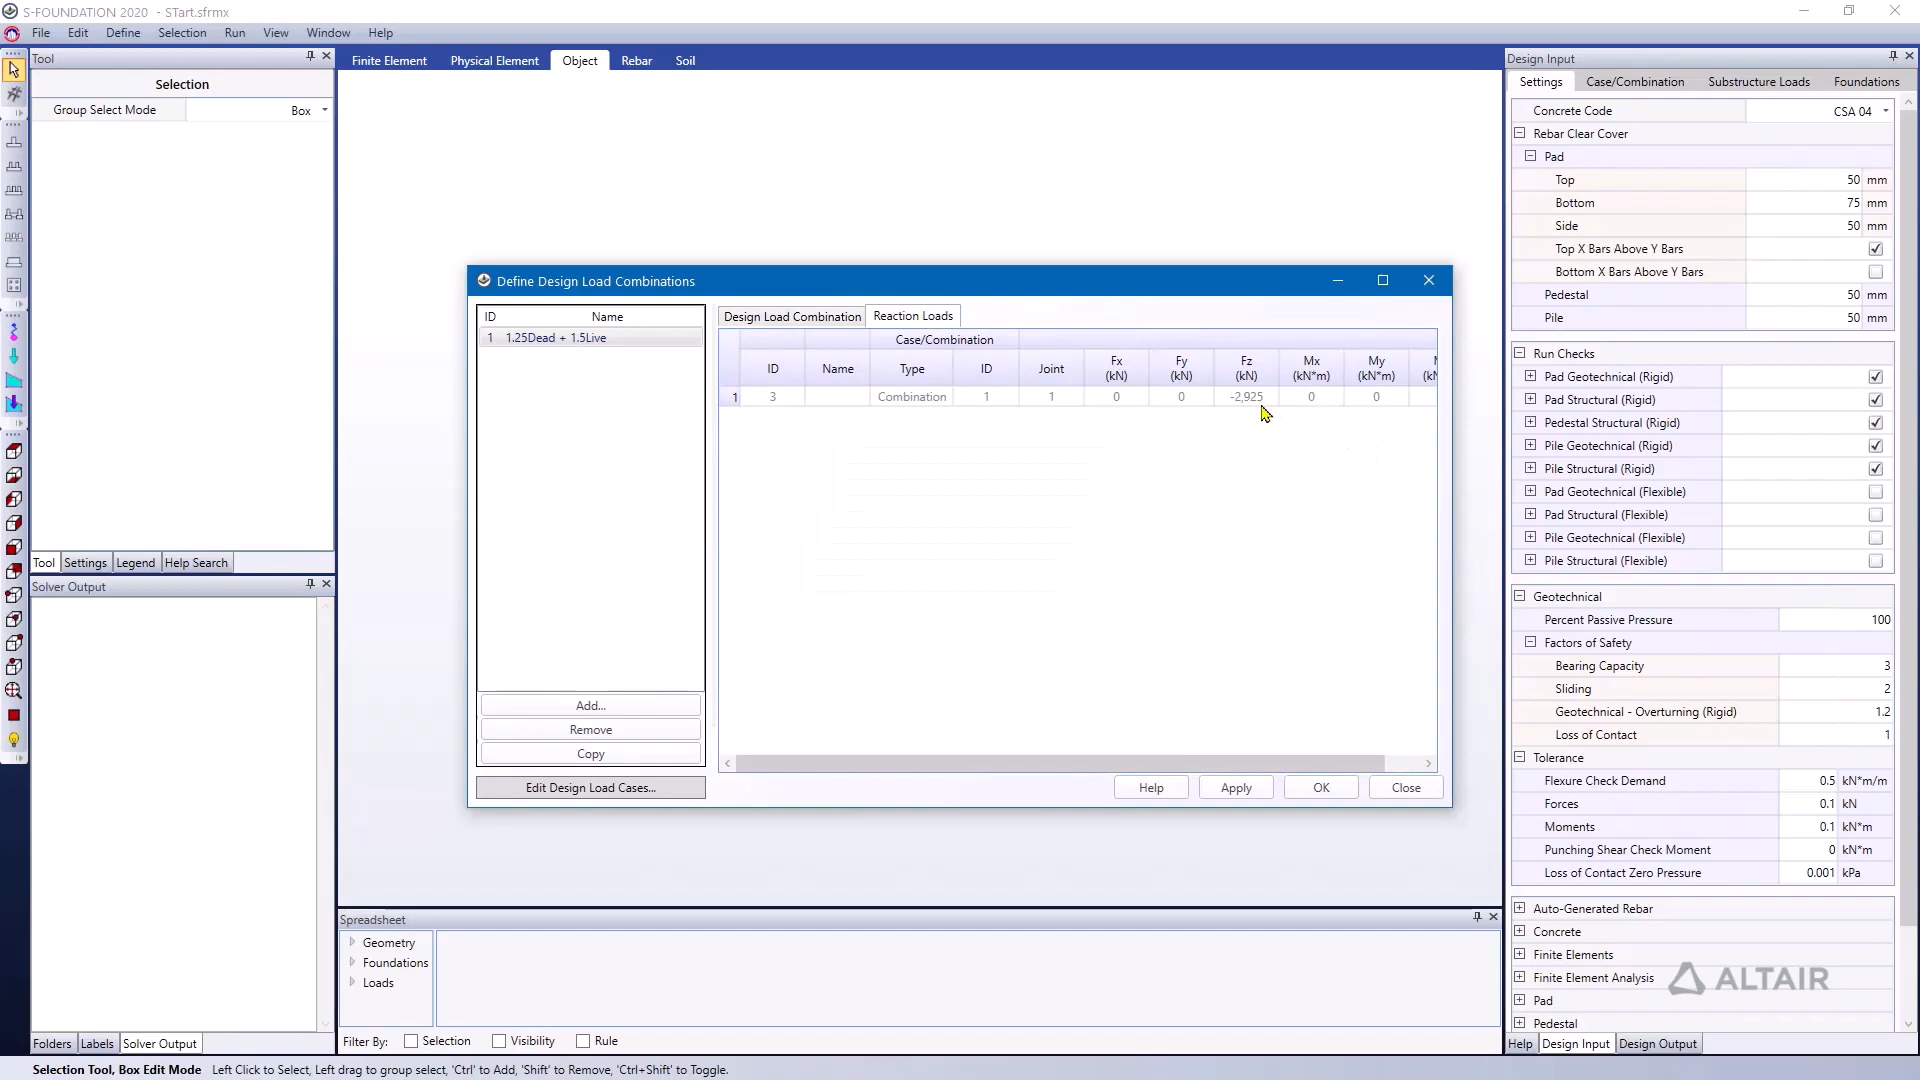 S-FOUNDATION 2020 - STart.sfrmx
File Edit Define Selection Run View Window Help
Tool
Selection
Group Select Mode Box
Tool Settings Legend Help Search
Solver Output
Folders Labels Solver Output
Finite Element Physical Element Object Rebar Soil
Define Design Load Combinations
ID Name
1 1.25Dead + 1.5Live
Add...
Remove
Copy
Edit Design Load Cases...
Design Load Combination Reaction Loads
Case/Combination
ID Name Type ID Joint Fx (kN) Fy (kN) Fz (kN) Mx (kN*m) My (kN*m)
1 3 Combination 1 1 0 0 -2,925 0 0
Help Apply OK Close
Spreadsheet
Geometry
Foundations
Loads
Filter By: Selection Visibility Rule
Design Input
Settings Case/Combination Substructure Loads Foundations
Concrete Code CSA 04
Rebar Clear Cover
Pad
Top 50 mm
Bottom 75 mm
Side 50 mm
Top X Bars Above Y Bars
Bottom X Bars Above Y Bars
Pedestal 50 mm
Pile 50 mm
Run Checks
Pad Geotechnical (Rigid)
Pad Structural (Rigid)
Pedestal Structural (Rigid)
Pile Geotechnical (Rigid)
Pile Structural (Rigid)
Pad Geotechnical (Flexible)
Pad Structural (Flexible)
Pile Geotechnical (Flexible)
Pile Structural (Flexible)
Geotechnical
Percent Passive Pressure 100
Factors of Safety
Bearing Capacity 3
Sliding 2
Geotechnical - Overturning (Rigid) 1.2
Loss of Contact 1
Tolerance
Flexure Check Demand 0.5 kN*m/m
Forces 0.1 kN
Moments 0.1 kN*m
Punching Shear Check Moment 0 kN*m
Loss of Contact Zero Pressure 0.001 kPa
Auto-Generated Rebar
Concrete
Finite Elements
Finite Element Analysis
Pad
Pedestal
ALTAIR
Help Design Input Design Output
Selection Tool, Box Edit Mode Left Click to Select, Left drag to group select, 'Ctrl' to Add, 'Shift' to Remove, 'Ctrl+Shift' to Toggle.